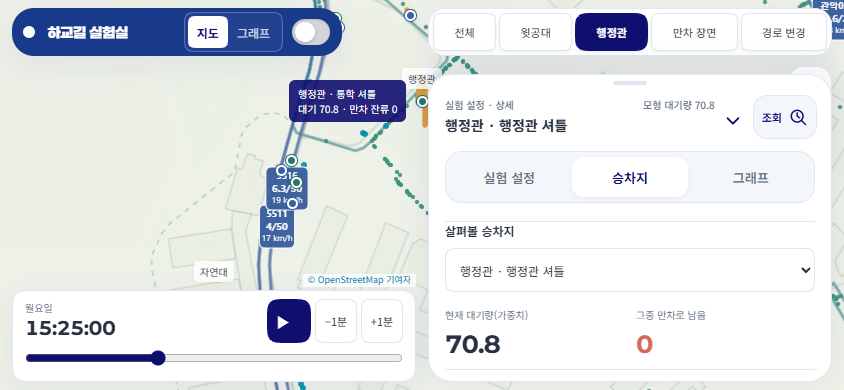 하교길 실험실
지도
그래프
전체
윗공대
행정관
만차 장면
경로 변경
행정관
행정관 · 통학 셔틀
대기 70.8 · 만차 잔류 0
5516
6.3/50
19 km/h
5511
4/50
17 km/h
자연대
© OpenStreetMap 기여자
월요일
15:25:00
−1분
+1분
실험 설정 · 상세
행정관 · 행정관 셔틀
모형 대기량 70.8
조회
실험 설정
승차지
그래프
살펴볼 승차지
행정관 · 행정관 셔틀
현재 대기량(가중치)
70.8
그중 만차로 남음
0